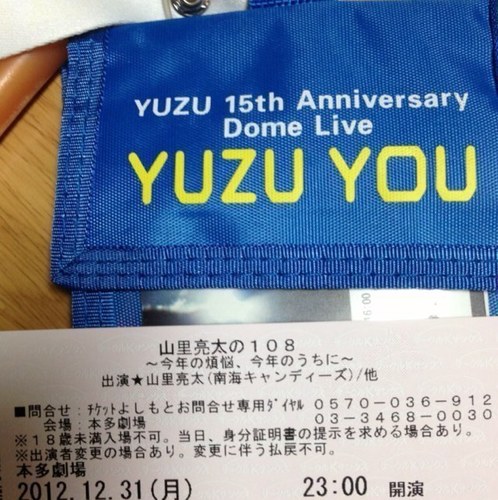 YUZU 15th Anniversary
Dome Live
YUZU YOU
山里亮太の108
～今年の煩悩、今年のうちに～
出演★山里亮太(南海キャンディーズ)/他
■問合せ：ﾁｹｯﾄよしもとお問合せ専用ﾀﾞｲﾔﾙ 0570-036-912
会場：本多劇場 03-3468-0030
※18歳未満入場不可。当日、身分証明書の提示を求める場合あり。
※出演者変更の場合あり。変更に伴う払戻不可。
本多劇場
2012.12.31(月) 23:00 開演